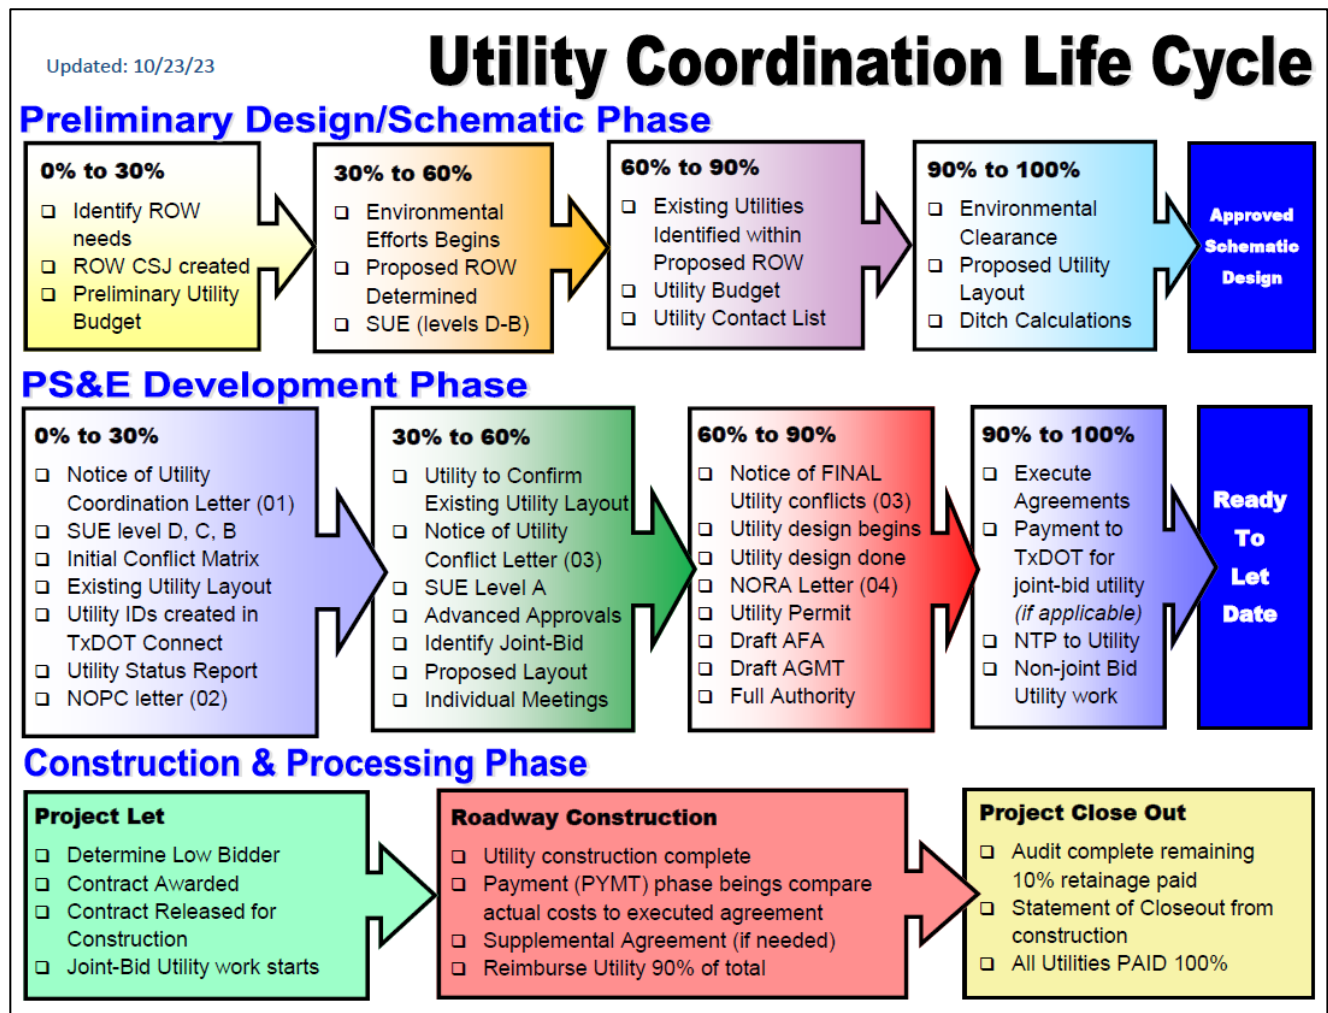 Updated: 10/23/23
Utility Coordination Life Cycle
Preliminary Design/Schematic Phase
0% to 30%
Identify ROW
needs
ROW CSJ created
Preliminary Utility
Budget
30% to 60%
Environmental
Efforts Begins
Proposed ROW
Determined
SUE (levels D-B)
60% to 90%
Existing Utilities
Identified within
Proposed ROW
Utility Budget
Utility Contact List
90% to 100%
Environmental
Clearance
Proposed Utility
Layout
Ditch Calculations
Approved
Schematic
Design
PS&E Development Phase
0% to 30%
Notice of Utility
Coordination Letter (01)
SUE level D, C, B
Initial Conflict Matrix
Existing Utility Layout
Utility IDs created in
TxDOT Connect
Utility Status Report
NOPC letter (02)
30% to 60%
Utility to Confirm
Existing Utility Layout
Notice of Utility
Conflict Letter (03)
SUE Level A
Advanced Approvals
Identify Joint-Bid
Proposed Layout
Individual Meetings
60% to 90%
Notice of FINAL
Utility conflicts (03)
Utility design begins
Utility design done
NORA Letter (04)
Utility Permit
Draft AFA
Draft AGMT
Full Authority
90% to 100%
Execute
Agreements
Payment to
TxDOT for
joint-bid utility
(if applicable)
NTP to Utility
Non-joint Bid
Utility work
Ready
To
Let
Date
Construction & Processing Phase
Project Let
Determine Low Bidder
Contract Awarded
Contract Released for
Construction
Joint-Bid Utility work starts
Roadway Construction
Utility construction complete
Payment (PYMT) phase beings compare
actual costs to executed agreement
Supplemental Agreement (if needed)
Reimburse Utility 90% of total
Project Close Out
Audit complete remaining
10% retainage paid
Statement of Closeout from
construction
All Utilities PAID 100%